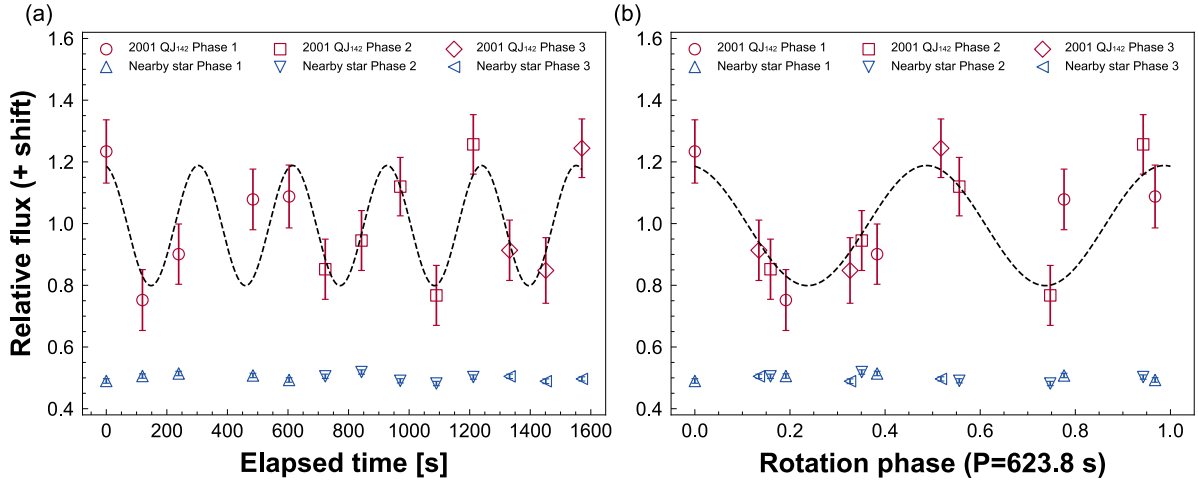 (a)
1.6
1.4
1.2
1.0
0.8
0.6
0.4
Relative flux (+ shift)
2001 QJ₁₄₂ Phase 1
2001 QJ₁₄₂ Phase 2
2001 QJ₁₄₂ Phase 3
Nearby star Phase 1
Nearby star Phase 2
Nearby star Phase 3
0 200 400 600 800 1000 1200 1400 1600
Elapsed time [s]
(b)
1.6
1.4
1.2
1.0
0.8
0.6
0.4
2001 QJ₁₄₂ Phase 1
2001 QJ₁₄₂ Phase 2
2001 QJ₁₄₂ Phase 3
Nearby star Phase 1
Nearby star Phase 2
Nearby star Phase 3
0.0 0.2 0.4 0.6 0.8 1.0
Rotation phase (P=623.8 s)